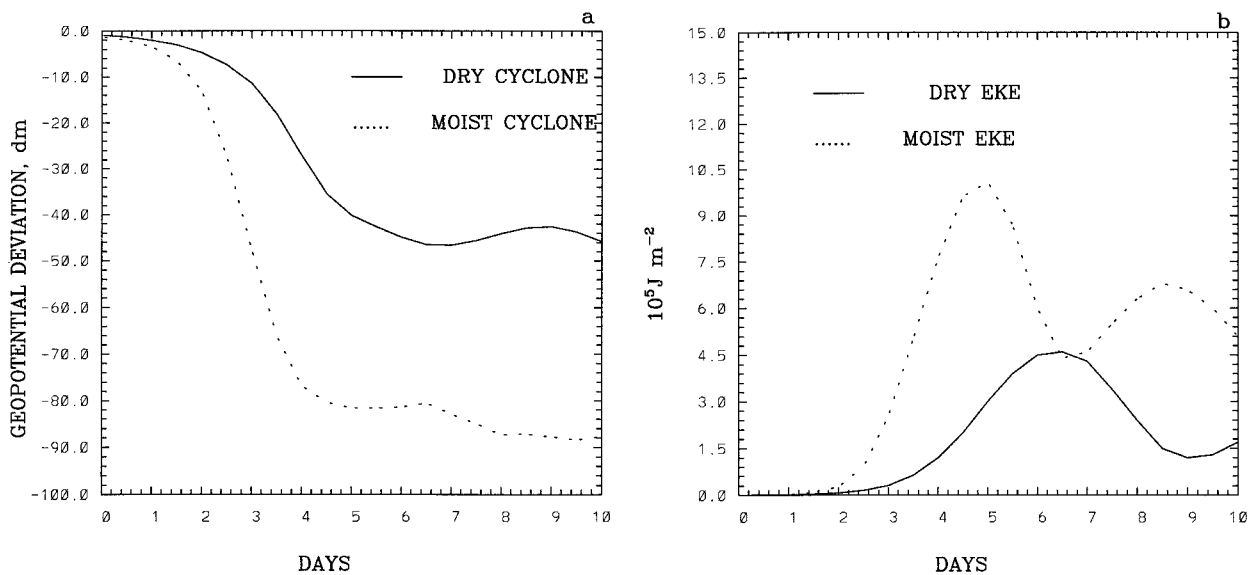 a
0.0
-10.0
-20.0
-30.0
-40.0
-50.0
-60.0
-70.0
-80.0
-90.0
-100.0
GEOPOTENTIAL DEVIATION, dm
DRY CYCLONE
MOIST CYCLONE
0 1 2 3 4 5 6 7 8 9 10
DAYS
b
15.0
13.5
12.0
10.5
9.0
7.5
6.0
4.5
3.0
1.5
0.0
10⁵J m⁻²
DRY EKE
MOIST EKE
0 1 2 3 4 5 6 7 8 9 10
DAYS